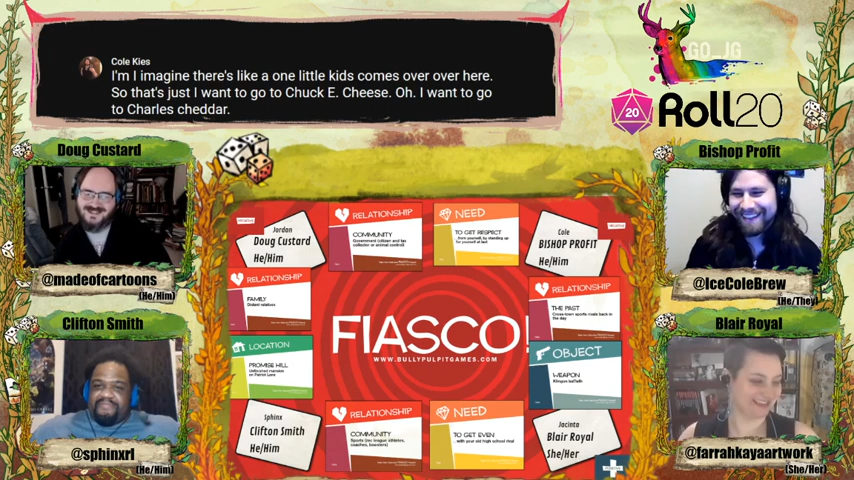 Cole Kies
I'm I imagine there's like a one little kids comes over over here.
So that's just I want to go to Chuck E. Cheese. Oh. I want to go
to Charles cheddar.
GO_JG
20
Roll20
Doug Custard
@madeofcartoons
(He/Him)
Clifton Smith
@sphinxrl
(He/Him)
Bishop Profit
@IceColeBrew
(He/They)
Blair Royal
@farrahkayaartwork
(She/Her)
Jordan
Doug Custard
He/Him
RELATIONSHIP
COMMUNITY
Government (citizen and tax
collector or animal control)
NEED
TO GET RESPECT
...from yourself, by standing up
for yourself at last
Cole
BISHOP PROFIT
He/Him
RELATIONSHIP
FAMILY
Distant relatives
RELATIONSHIP
THE PAST
Cross-town sports rivals back in
the day
LOCATION
PROMISE HILL
Unfinished mansion
on Patriot Lane
OBJECT
WEAPON
Klingon bat'leth
FIASCO!
WWW.BULLYPULPITGAMES.COM
Sphinx
Clifton Smith
He/Him
RELATIONSHIP
COMMUNITY
Sports (rec league athletes,
coaches, boosters)
NEED
TO GET EVEN
...with your old high school rival
Jacinta
Blair Royal
She/Her